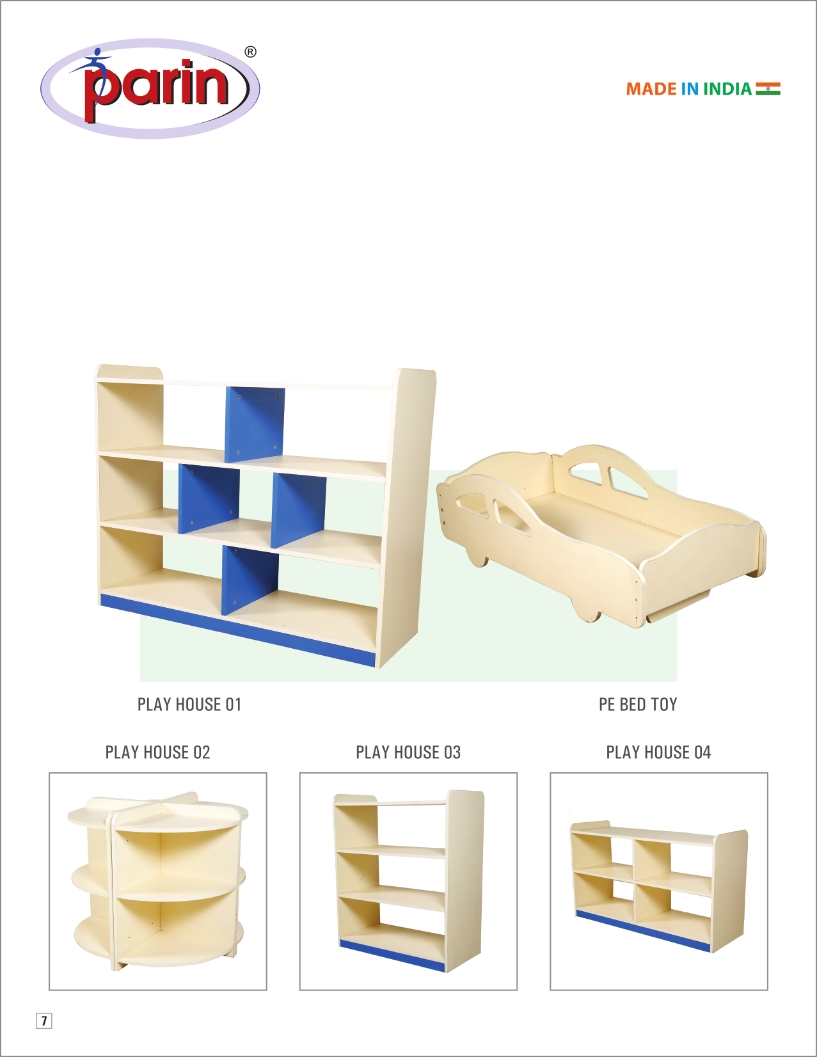 parin®
MADE IN INDIA
PLAY HOUSE 01
PE BED TOY
PLAY HOUSE 02
PLAY HOUSE 03
PLAY HOUSE 04
7